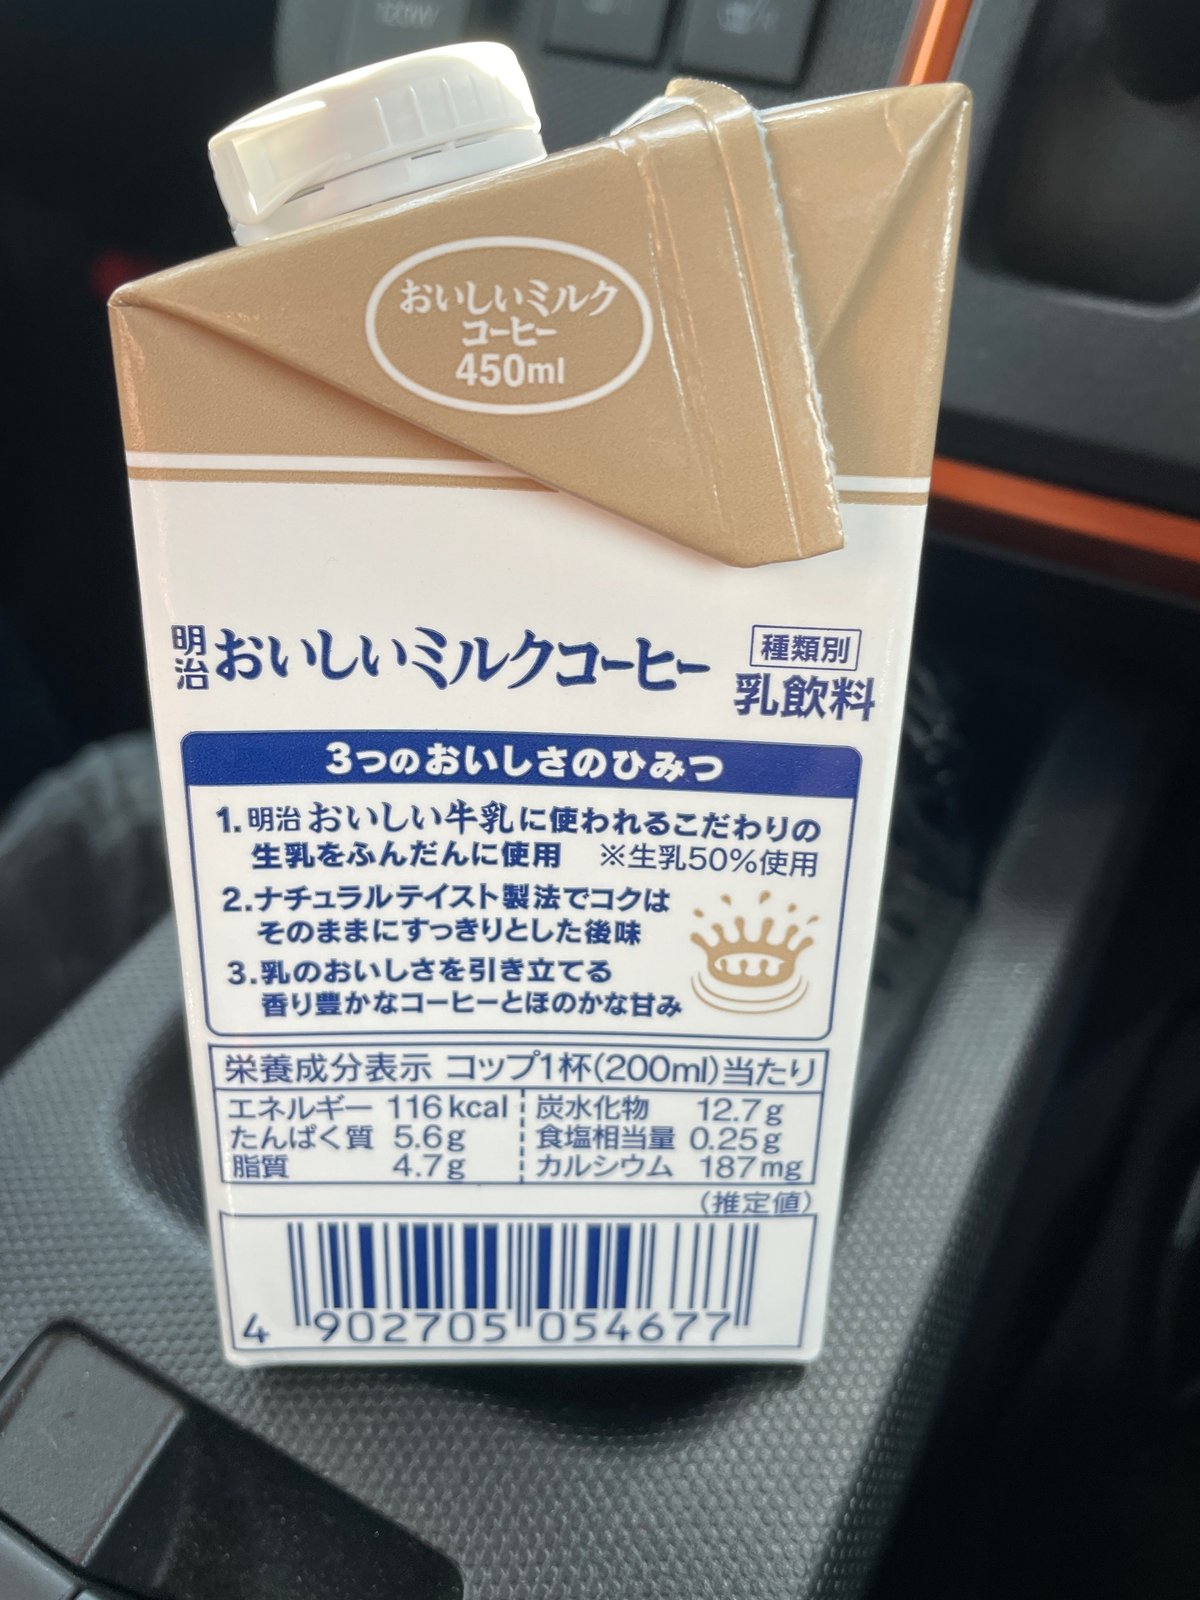 おいしいミルク
コーヒー
450ml
明治 おいしいミルクコーヒー
種類別
乳飲料
3つのおいしさのひみつ
1.明治おいしい牛乳に使われるこだわりの
生乳をふんだんに使用 ※生乳50%使用
2.ナチュラルテイスト製法でコクは
そのままにすっきりとした後味
3.乳のおいしさを引き立てる
香り豊かなコーヒーとほのかな甘み
栄養成分表示 コップ1杯(200ml)当たり
エネルギー 116kcal 炭水化物 12.7g
たんぱく質 5.6g 食塩相当量 0.25g
脂質 4.7g カルシウム 187mg
(推定値)
4 902705 054677